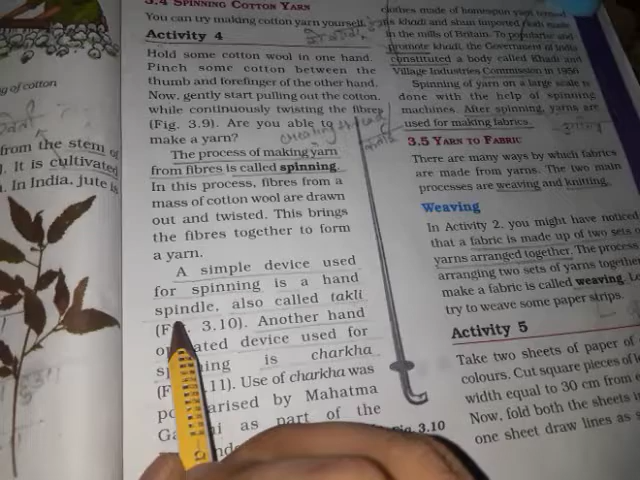 3.4 SPINNING COTTON YARN
You can try making cotton yarn yourself.
Activity 4
Hold some cotton wool in one hand.
Pinch some cotton between the
thumb and forefinger of the other hand.
Now, gently start pulling out the cotton,
while continuously twisting the fibres
(Fig. 3.9). Are you able to
make a yarn?
The process of making yarn
from fibres is called spinning.
In this process, fibres from a
mass of cotton wool are drawn
out and twisted. This brings
the fibres together to form
a yarn.
A simple device used
for spinning is a hand
spindle, also called takli
3.10). Another hand
device used for
is charkha
11). Use of charkha was
by Mahatma
as part of the
clothes made of homespun yarn termed
as khadi and shun imported cloth made
in the mills of Britain. To popularise and
promote khadi, the Government of India
constituted a body called Khadi and
Village Industries Commission in 1956
Spinning of yarn on a large scale is
done with the help of spinning
machines. After spinning, yarns are
used for making fabrics.
3.5 YARN TO FABRIC
There are many ways by which fabrics
are made from yarns. The two main
processes are weaving and knitting.
Weaving
In Activity 2, you might have noticed
that a fabric is made up of two sets of
yarns arranged together. The process
arranging two sets of yarns together
make a fabric is called weaving. Le
try to weave some paper strips.
Activity 5
Take two sheets of paper of
colours. Cut square pieces of
width equal to 30 cm from
Now, fold both the sheets
one sheet draw lines as
3.10
of cotton
from the stem of
. It is cultivated
. In India, jute is